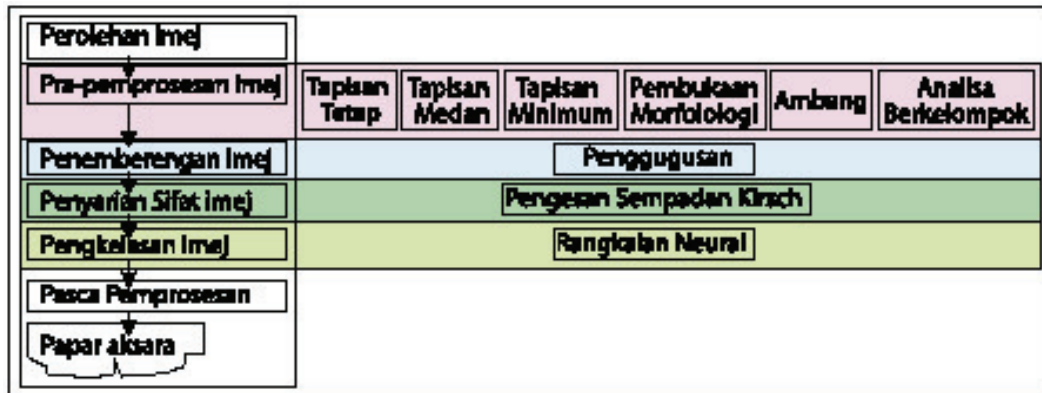 Perolehan Imej
Pra-pemprosesan Imej
Tapisan Tetap
Tapisan Medan
Tapisan Minimum
Pembukaan Morfolologi
Ambang
Analisa Berkelompok
Penemberengan Imej
Penggugusan
Penyarian Sifat imej
Pengesan Sempadan Kirsch
Pengkelasan Imej
Rangkaian Neural
Pasca Pemprosesan
Papar aksara